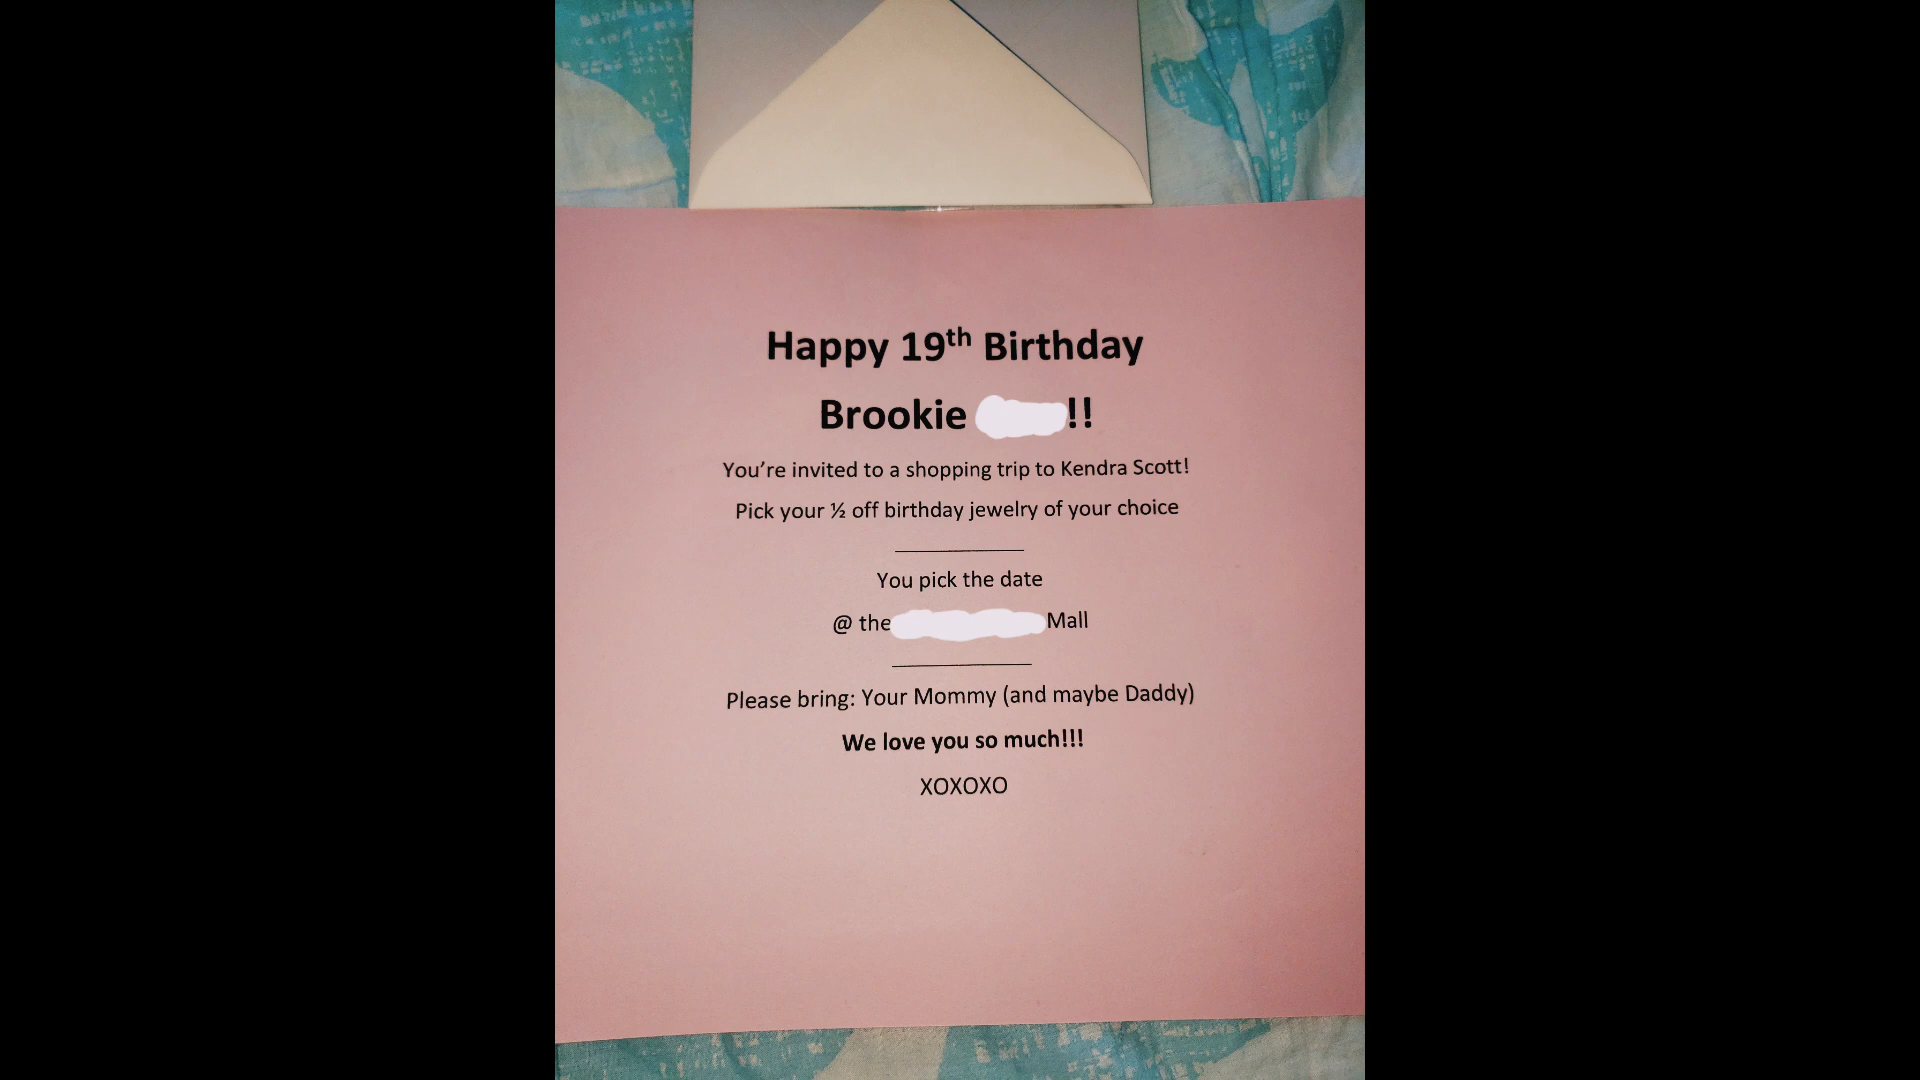 Happy 19th Birthday
Brookie !!
You're invited to a shopping trip to Kendra Scott!
Pick your ½ off birthday jewelry of your choice
You pick the date
@ the Mall
Please bring: Your Mommy (and maybe Daddy)
We love you so much!!!
XOXOXO